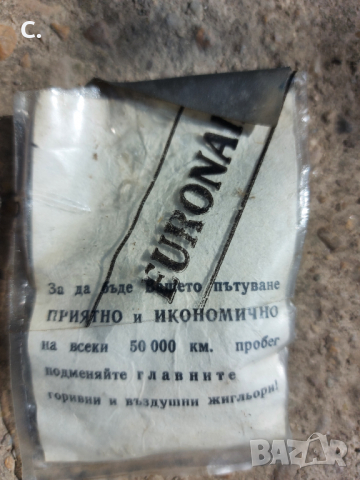 C.
EURONA
За да бъде Вашето пътуване
ПРИЯТНО и ИКОНОМИЧНО
на всеки 50 000 км. пробег
подменяйте главните
горивни и въздушни жигльори!
BAZAR